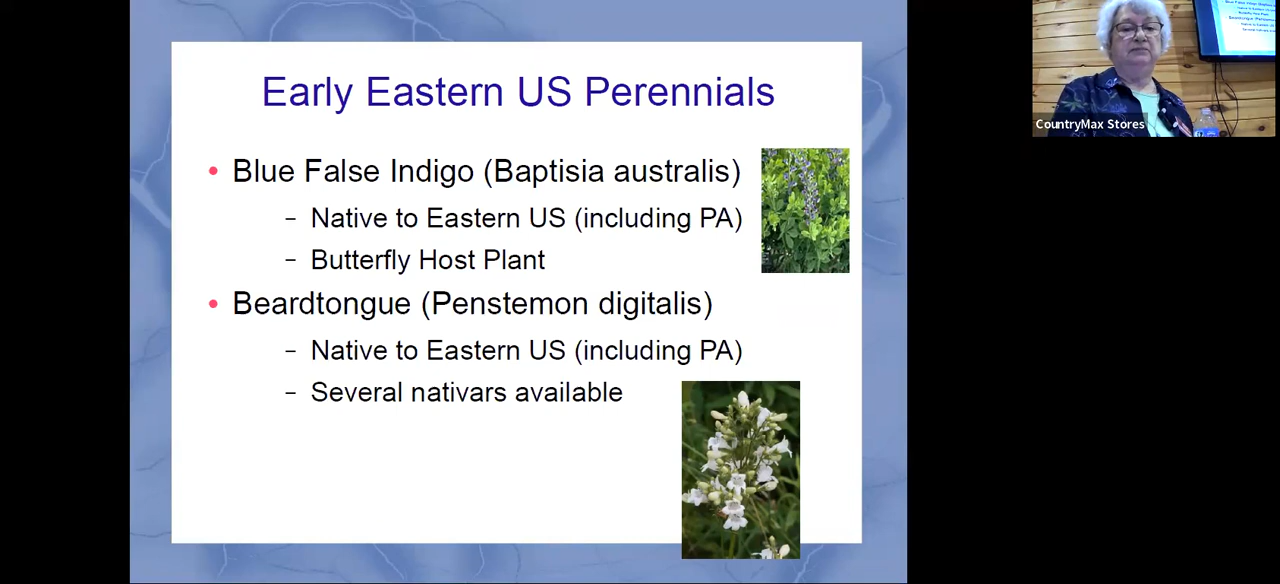 Early Eastern US Perennials
• Blue False Indigo (Baptisia australis)
– Native to Eastern US (including PA)
– Butterfly Host Plant
• Beardtongue (Penstemon digitalis)
– Native to Eastern US (including PA)
– Several nativars available
CountryMax Stores